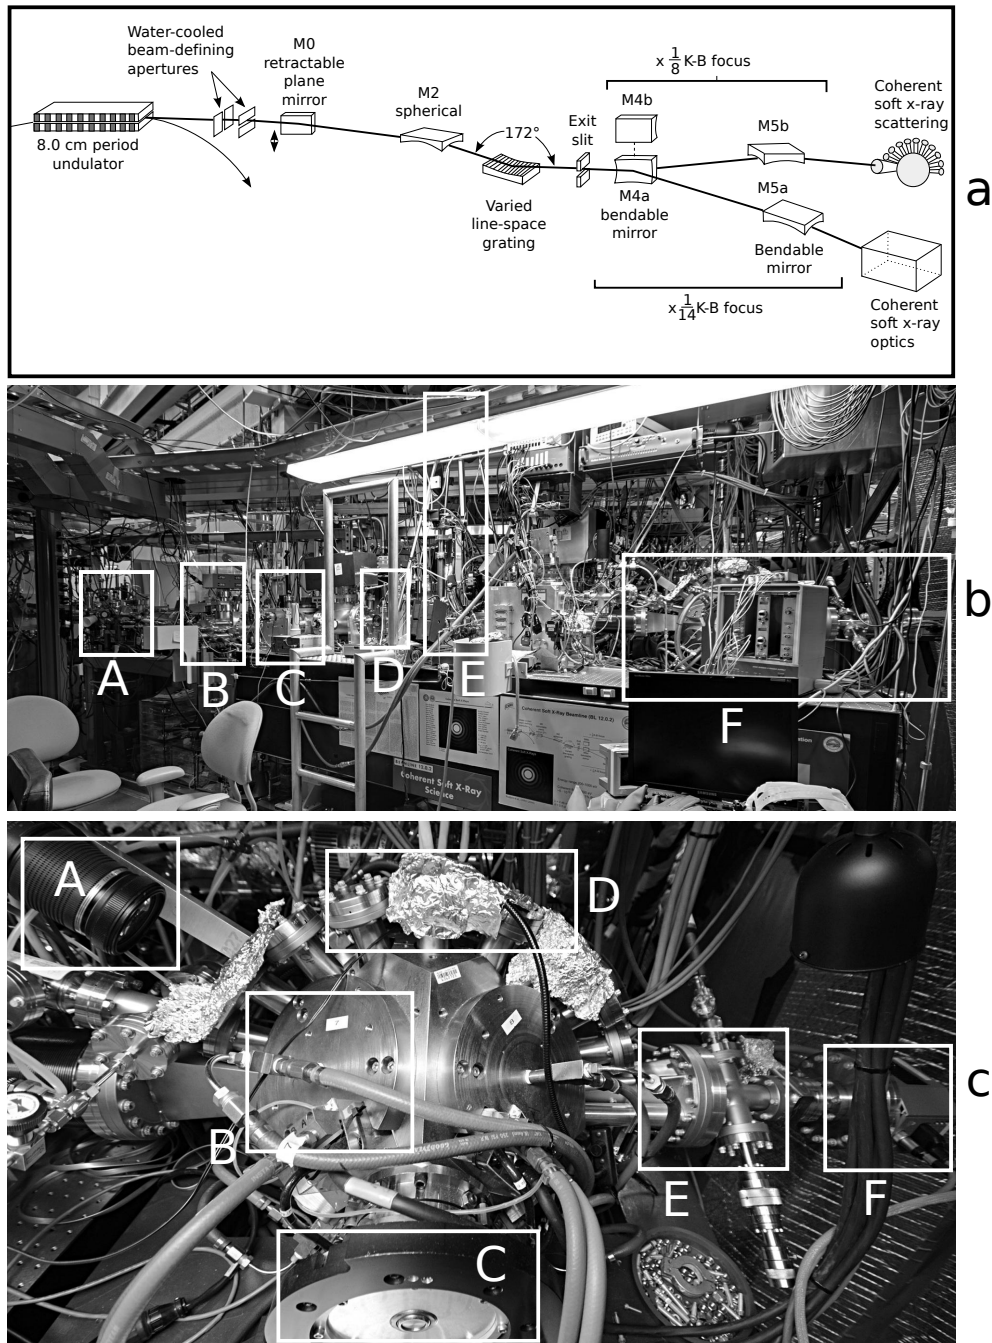 Water-cooled
beam-defining
apertures
M0
retractable
plane
mirror
M2
spherical
172°
8.0 cm period
undulator
Varied
line-space
grating
Exit
slit
x 1/8 K-B focus
M4b
M4a
bendable
mirror
M5b
M5a
Bendable
mirror
x 1/14 K-B focus
Coherent
soft x-ray
scattering
Coherent
soft x-ray
optics
a
A
B
C
D
E
F
Coherent Soft X-Ray
Science
Coherent Soft X-Ray Beamline (BL 12.0.2)
b
A
B
C
D
E
F
c